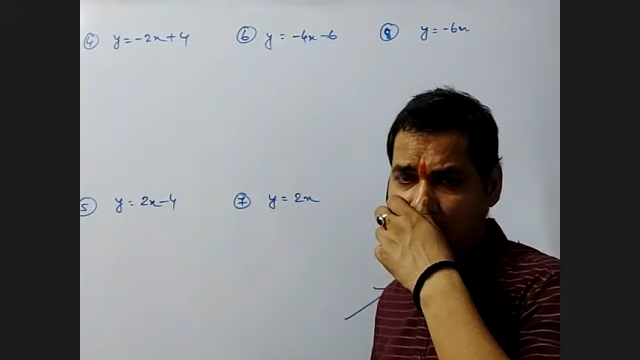 ④ y = -2x + 4
⑥ y = -4x - 6
⑧ y = -6x
⑤ y = 2x - 4
⑦ y = 2x